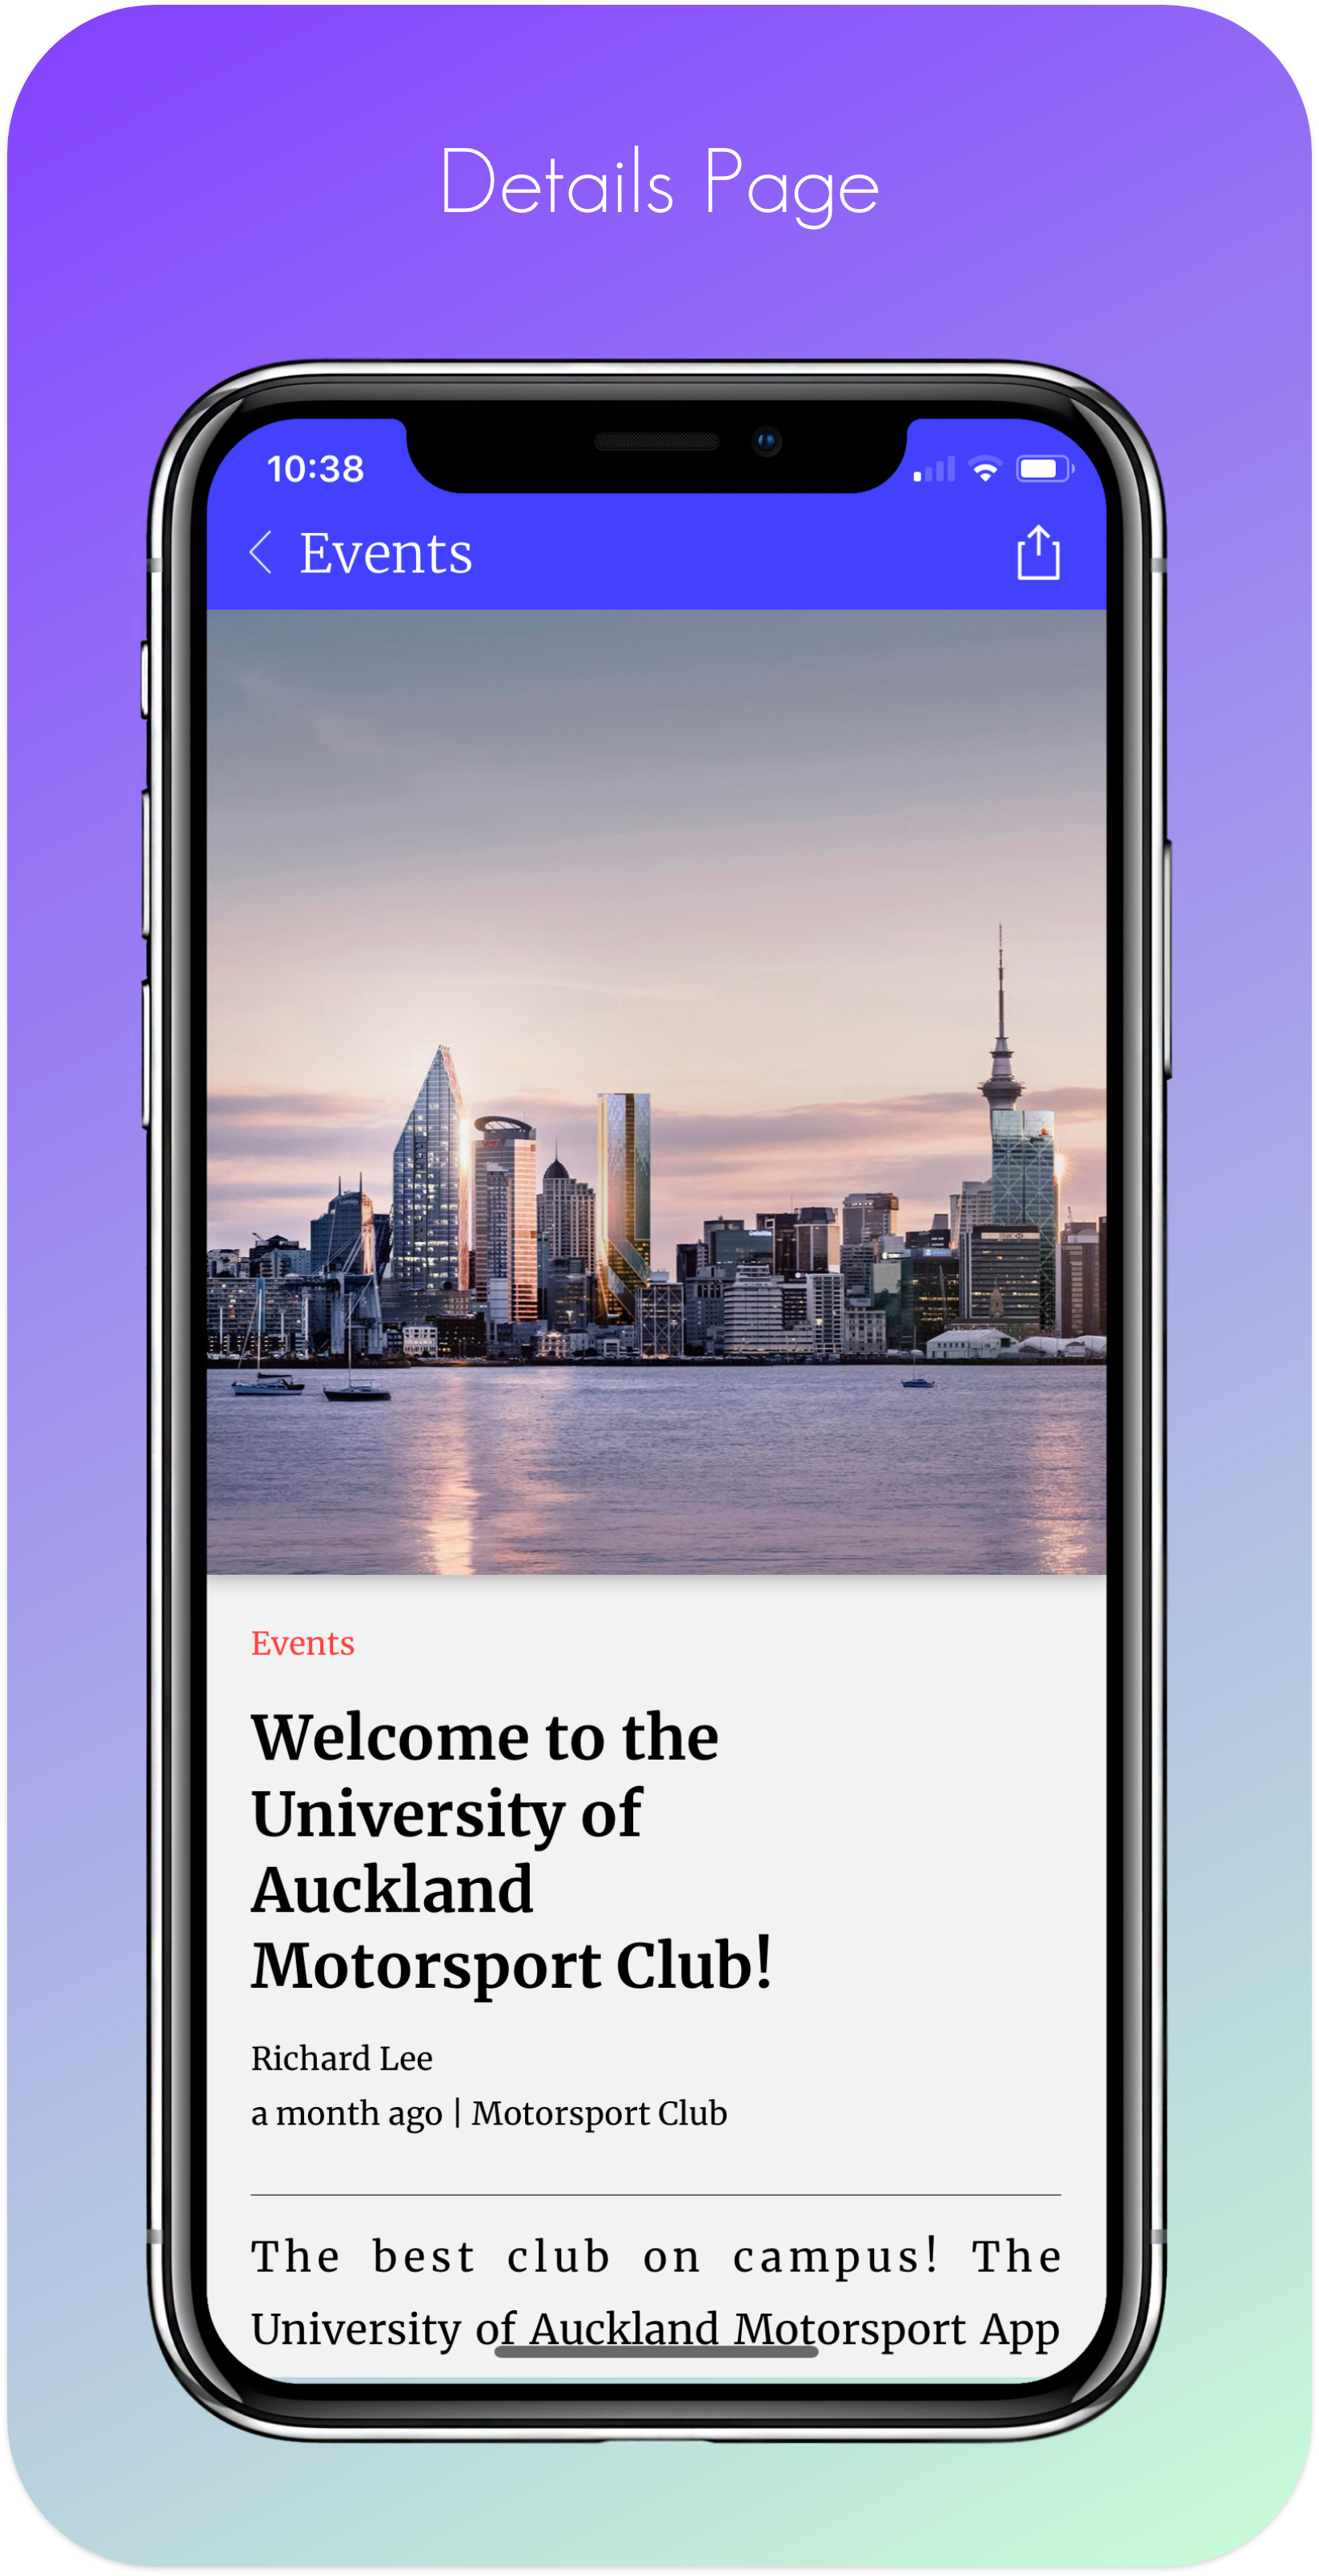 Details Page
10:38
Events
Events
Welcome to the
University of
Auckland
Motorsport Club!
Richard Lee
a month ago | Motorsport Club
The best club on campus! The
University of Auckland Motorsport App